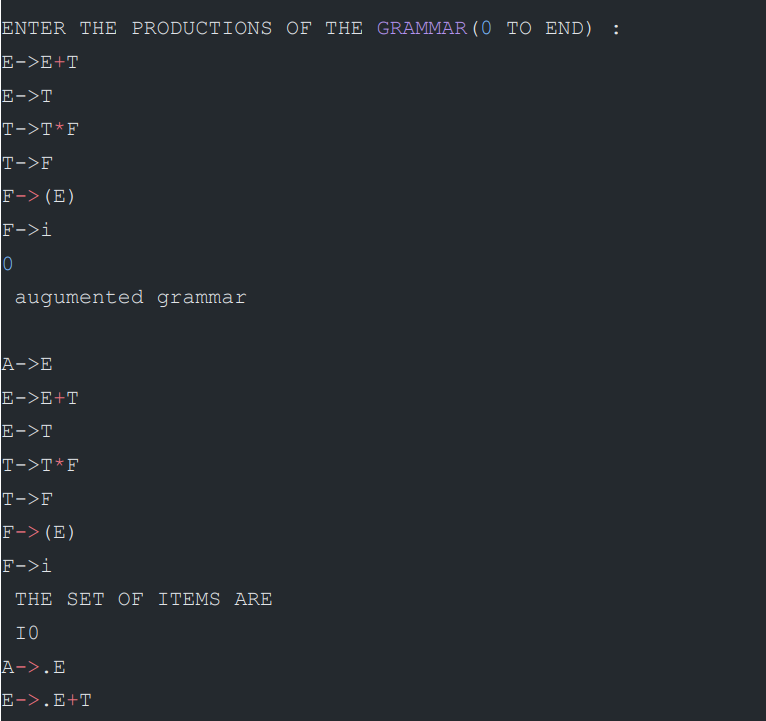 ENTER THE PRODUCTIONS OF THE GRAMMAR(0 TO END) :
E->E+T
E->T
T->T*F
T->F
F->(E)
F->i
0
augumented grammar
A->E
E->E+T
E->T
T->T*F
T->F
F->(E)
F->i
THE SET OF ITEMS ARE
I0
A->.E
E->.E+T